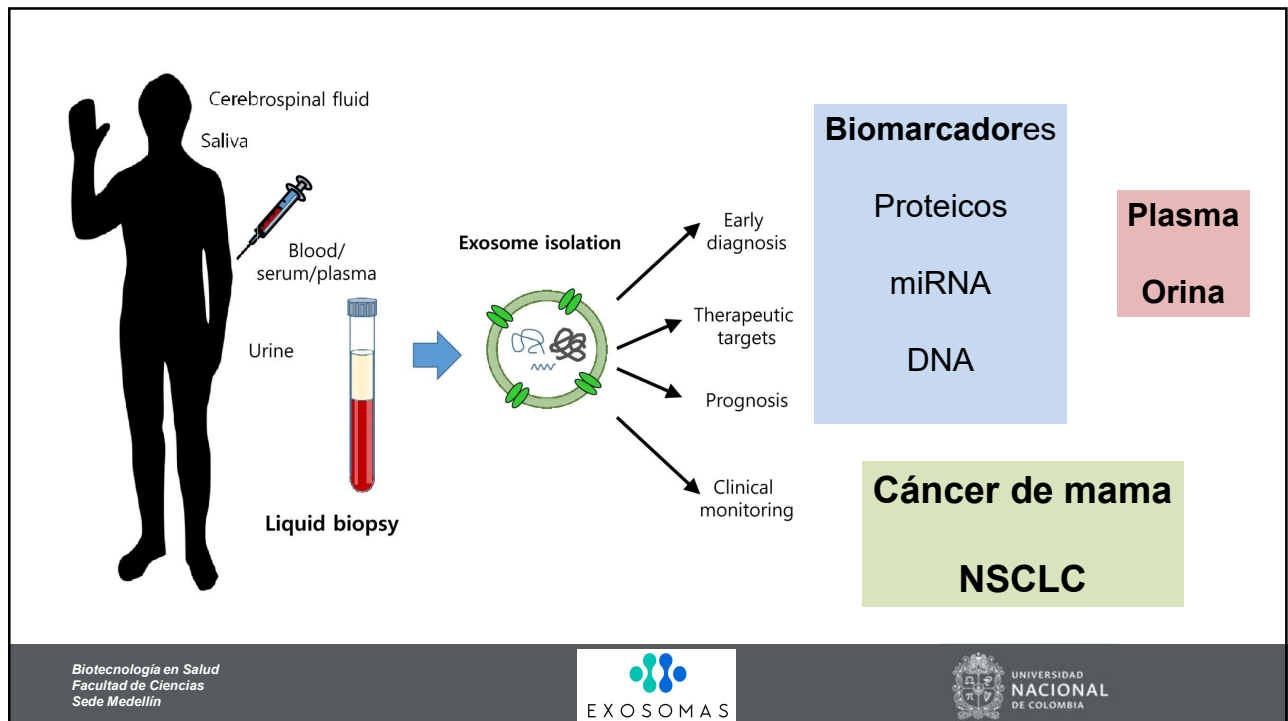 Cerebrospinal fluid
Saliva
Blood/
serum/plasma
Urine
Liquid biopsy
Exosome isolation
Early
diagnosis
Therapeutic
targets
Prognosis
Clinical
monitoring
Biomarcadores
Proteicos
miRNA
DNA
Plasma
Orina
Cáncer de mama
NSCLC
Biotecnología en Salud
Facultad de Ciencias
Sede Medellín
EXOSOMAS
UNIVERSIDAD
NACIONAL
DE COLOMBIA